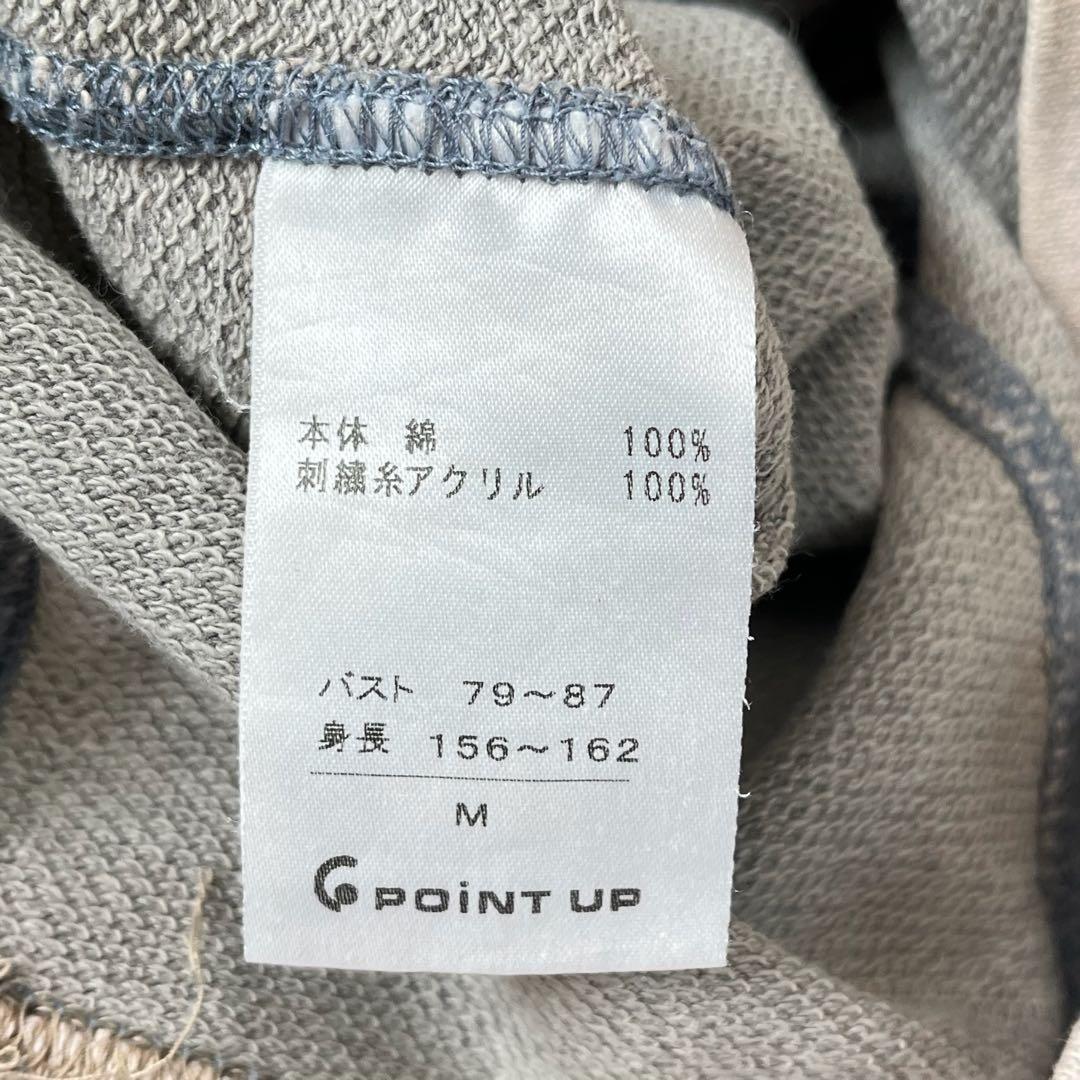 本体 綿 100%
刺繍糸アクリル 100%
バスト 79～87
身長 156～162
M
POiNT UP